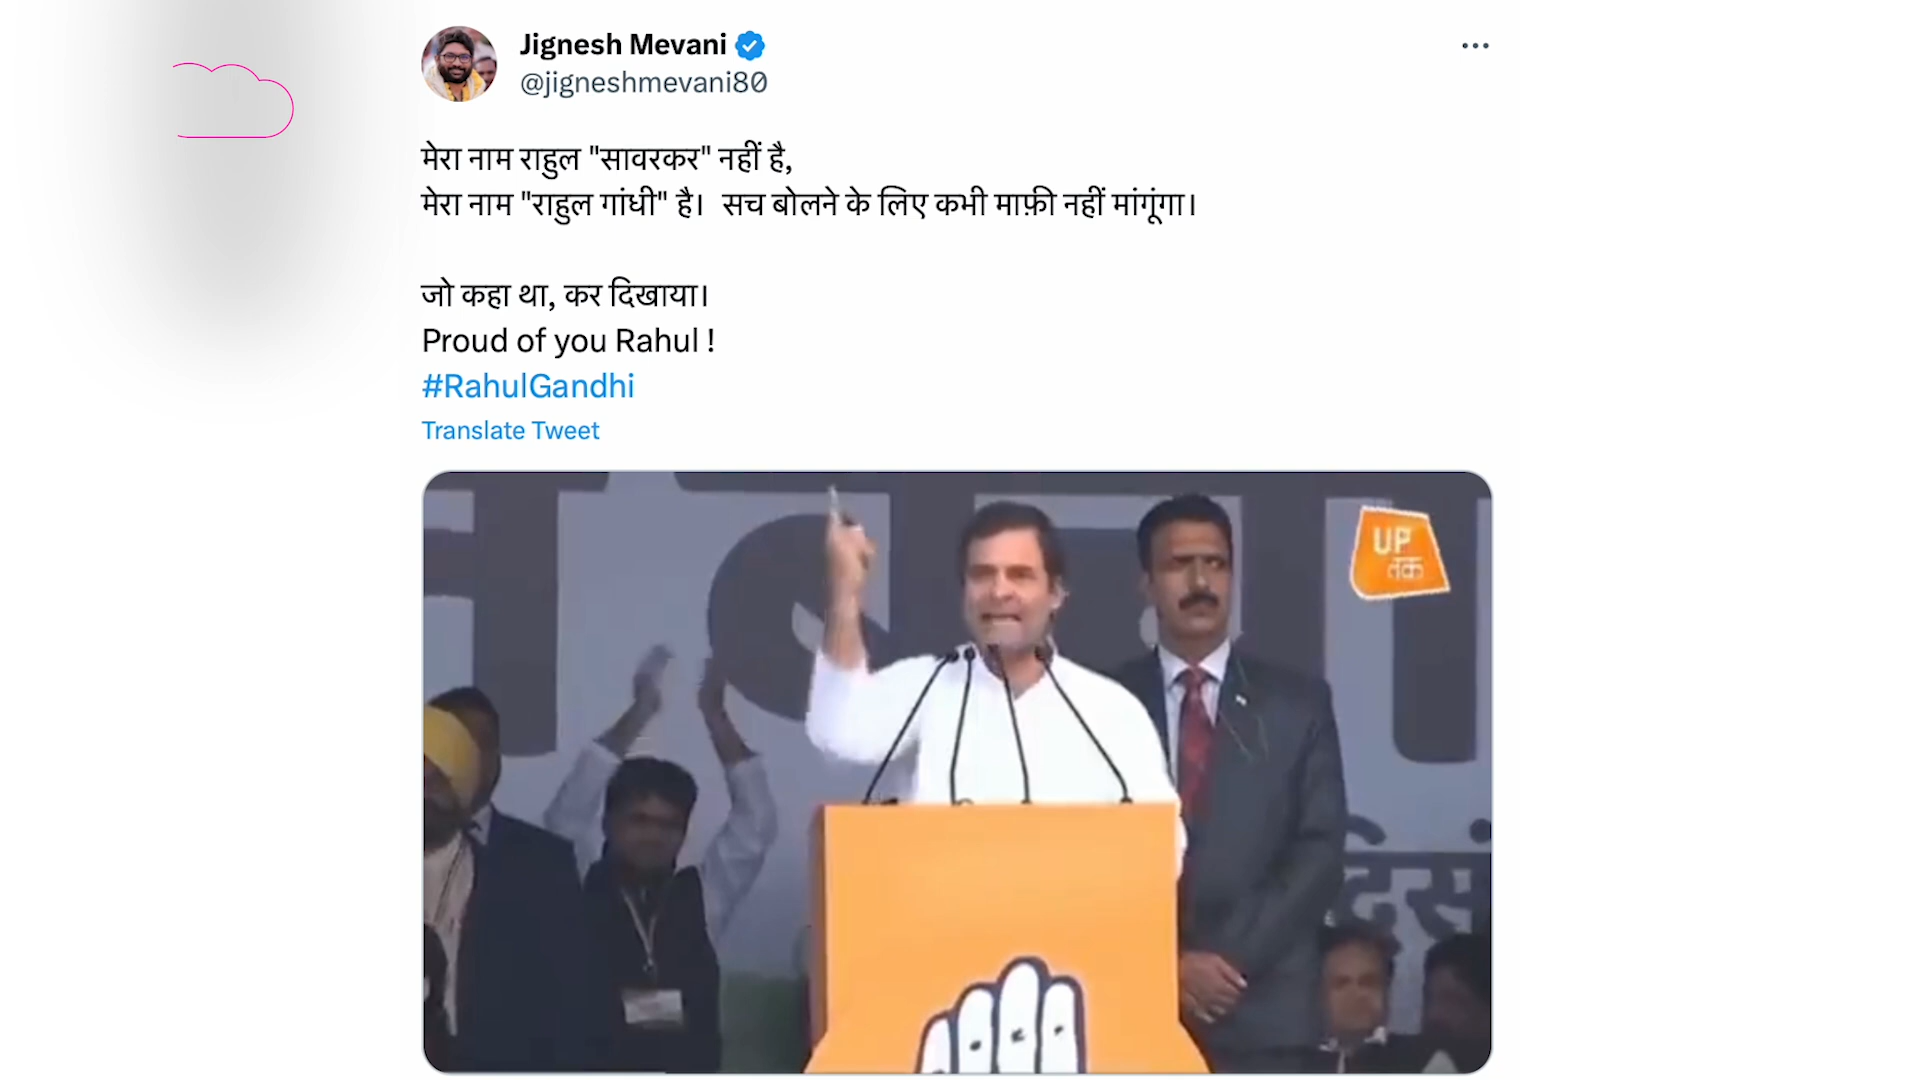 Jignesh Mevani
@jigneshmevani80
मेरा नाम राहुल "सावरकर" नहीं है,
मेरा नाम "राहुल गांधी" है।  सच बोलने के लिए कभी माफ़ी नहीं मांगूंगा।
जो कहा था, कर दिखाया।
Proud of you Rahul !
#RahulGandhi
Translate Tweet
UP
तक